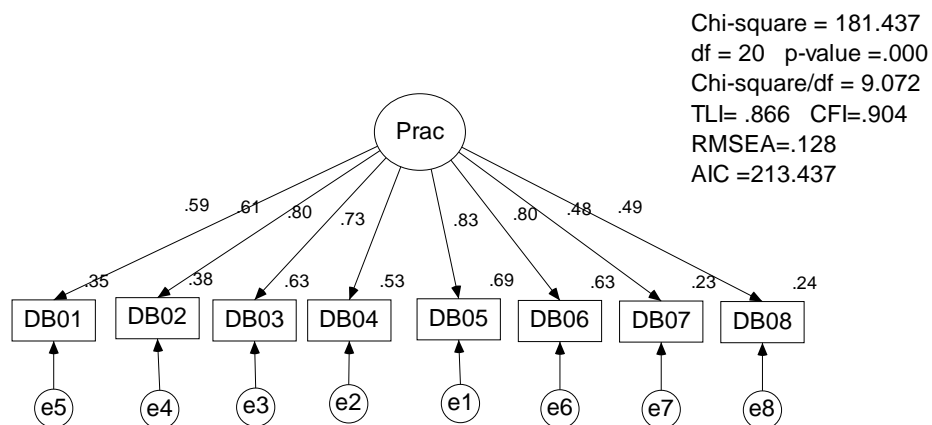 Chi-square = 181.437
df = 20 p-value =.000
Chi-square/df = 9.072
TLI= .866 CFI=.904
RMSEA=.128
AIC =213.437
Prac
.59 .61 .80 .73 .83 .80 .48 .49
.35 .38 .63 .53 .69 .63 .23 .24
DB01 DB02 DB03 DB04 DB05 DB06 DB07 DB08
e5 e4 e3 e2 e1 e6 e7 e8